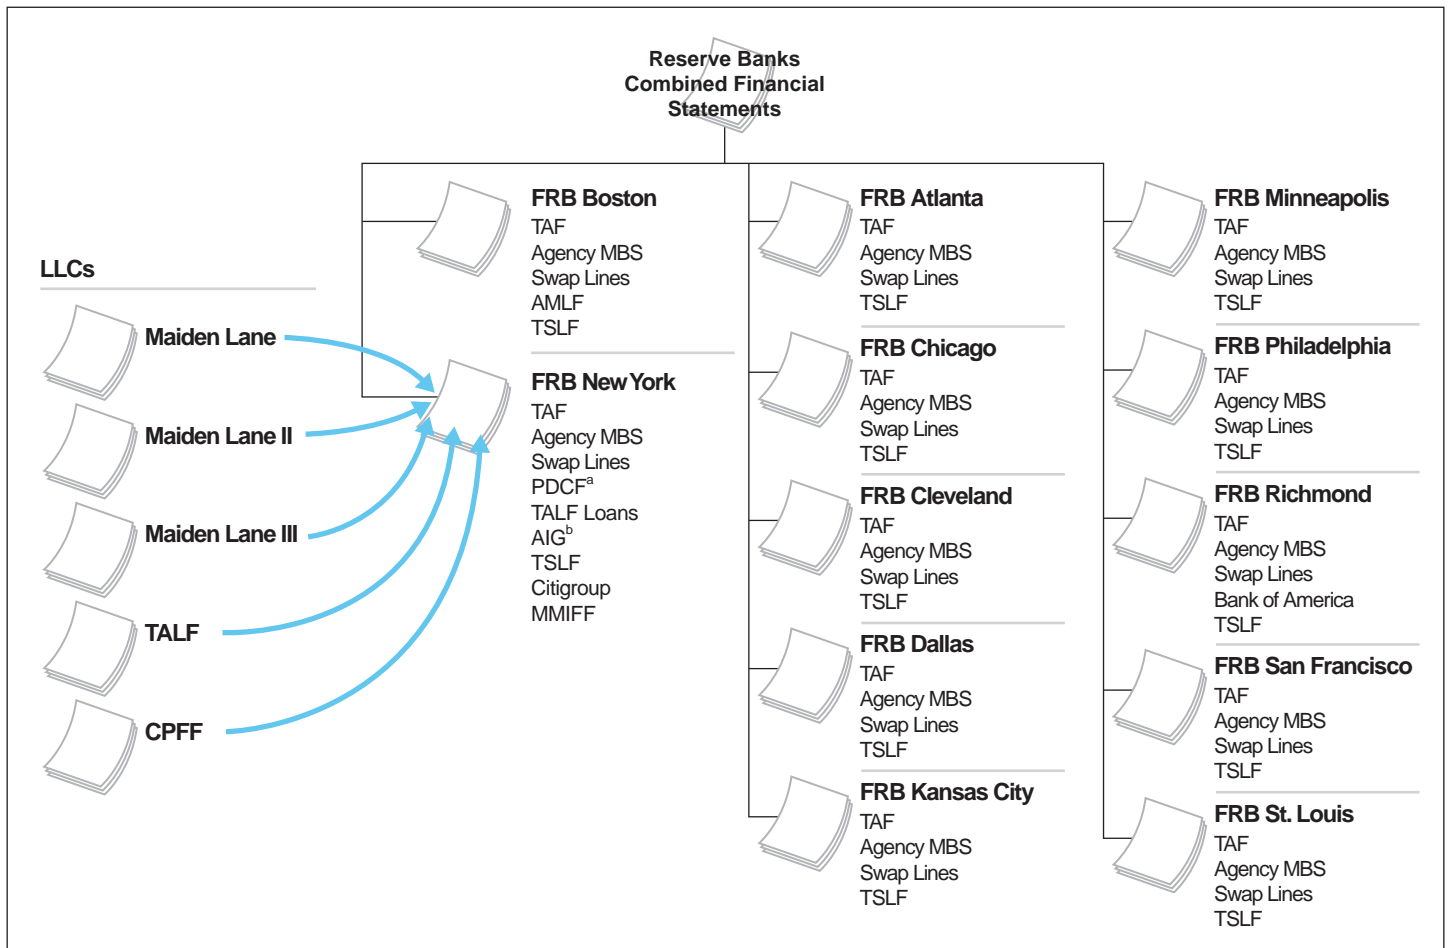 Reserve Banks
Combined Financial
Statements
LLCs
Maiden Lane
Maiden Lane II
Maiden Lane III
TALF
CPFF
FRB Boston
TAF
Agency MBS
Swap Lines
AMLF
TSLF
FRB New York
TAF
Agency MBS
Swap Lines
PDCFa
TALF Loans
AIGb
TSLF
Citigroup
MMIFF
FRB Atlanta
TAF
Agency MBS
Swap Lines
TSLF
FRB Chicago
TAF
Agency MBS
Swap Lines
TSLF
FRB Cleveland
TAF
Agency MBS
Swap Lines
TSLF
FRB Dallas
TAF
Agency MBS
Swap Lines
TSLF
FRB Kansas City
TAF
Agency MBS
Swap Lines
TSLF
FRB Minneapolis
TAF
Agency MBS
Swap Lines
TSLF
FRB Philadelphia
TAF
Agency MBS
Swap Lines
TSLF
FRB Richmond
TAF
Agency MBS
Swap Lines
Bank of America
TSLF
FRB San Francisco
TAF
Agency MBS
Swap Lines
TSLF
FRB St. Louis
TAF
Agency MBS
Swap Lines
TSLF